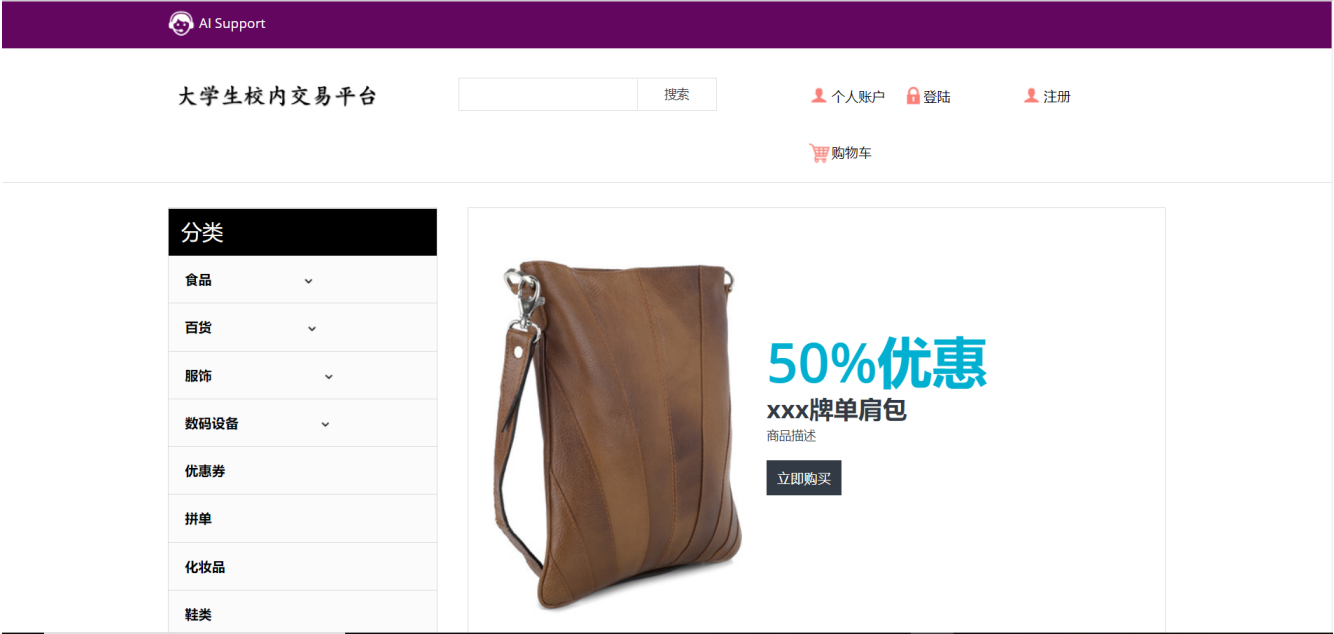 AI Support
大学生校内交易平台
搜索
个人账户 登陆 注册
购物车
分类
食品
百货
服饰
数码设备
优惠券
拼单
化妆品
鞋类
50%优惠
xxx牌单肩包
商品描述
立即购买